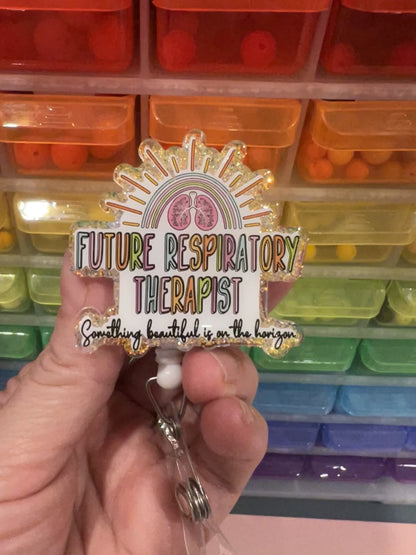 FUTURE RESPIRATORY
THERAPIST
Something beautiful is on the horizon